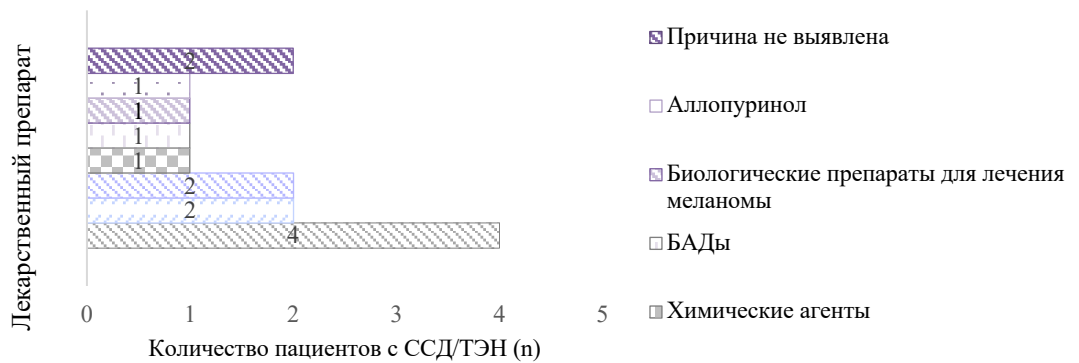 Лекарственный препарат
2
1
1
1
1
2
2
4
0 1 2 3 4 5
Количество пациентов с ССД/ТЭН (n)
Причина не выявлена
Аллопуринол
Биологические препараты для лечения
меланомы
БАДы
Химические агенты